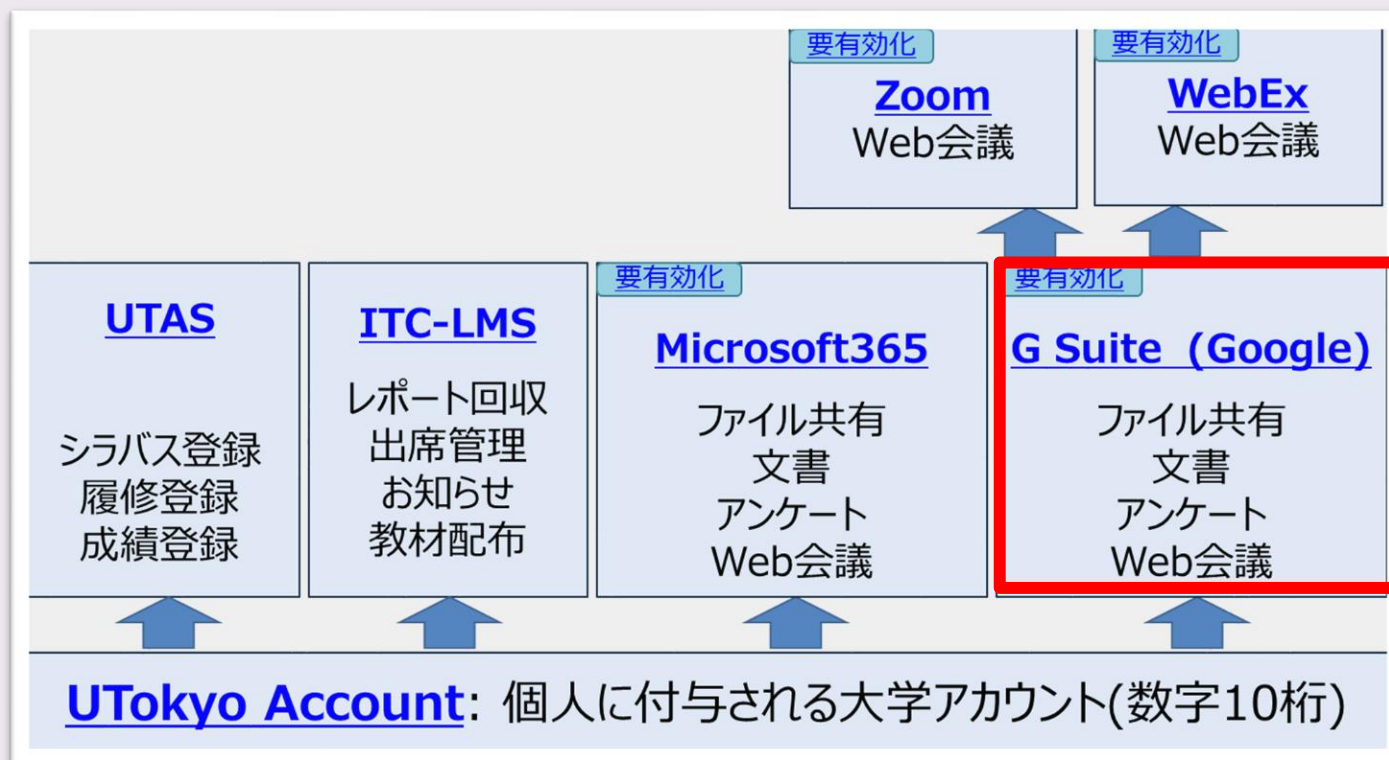 要有効化
Zoom
Web会議
要有効化
WebEx
Web会議
UTAS
シラバス登録
履修登録
成績登録
ITC-LMS
レポート回収
出席管理
お知らせ
教材配布
要有効化
Microsoft365
ファイル共有
文書
アンケート
Web会議
要有効化
G Suite (Google)
ファイル共有
文書
アンケート
Web会議
UTokyo Account: 個人に付与される大学アカウント(数字10桁)